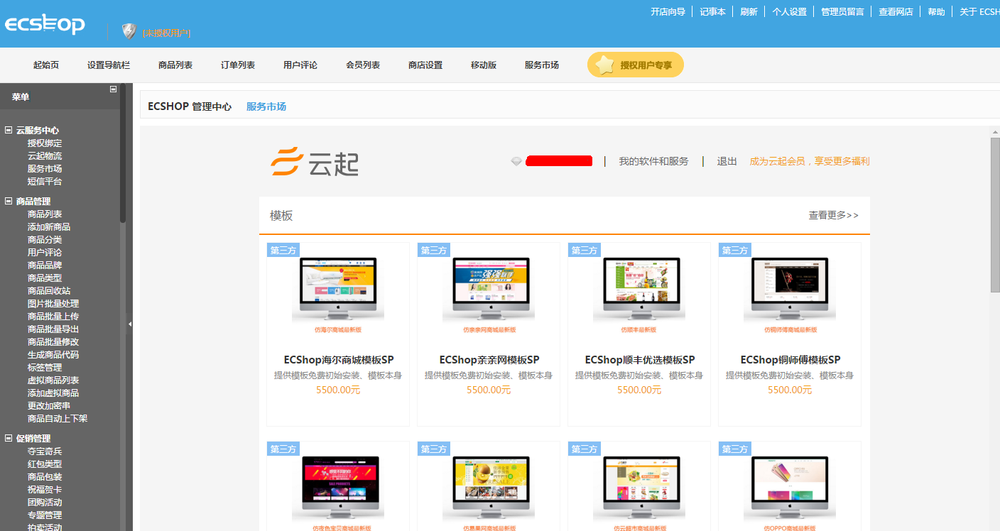 ecshop
[未授权用户]
开店向导 记事本 刷新 个人设置 管理员留言 查看网店 帮助 关于 ECSH
起始页 设置导航栏 商品列表 订单列表 用户评论 会员列表 商店设置 移动版 服务市场 授权用户专享
菜单
云服务中心
授权绑定
云起物流
服务市场
短信平台
商品管理
商品列表
添加新商品
商品分类
用户评论
商品品牌
商品类型
商品回收站
图片批量处理
商品批量上传
商品批量导出
商品批量修改
生成商品代码
标签管理
虚拟商品列表
添加虚拟商品
更改加密串
商品自动上下架
促销管理
夺宝奇兵
红包类型
商品包装
祝福贺卡
团购活动
专题管理
拍卖活动
ECSHOP 管理中心 服务市场
云起
我的软件和服务 退出 成为云起会员，享受更多福利
模板 查看更多>>
第三方 第三方 第三方 第三方
强强联手
仿海尔商城最新版 仿亲亲网商城最新版 仿顺丰最新版 仿铜师傅商城最新版
ECShop海尔商城模板SP ECShop亲亲网模板SP ECShop顺丰优选模板SP ECShop铜师傅模板SP
提供模板免费初始安装、模板本身 提供模板免费初始安装、模板本身 提供模板免费初始安装、模板本身 提供模板免费初始安装、模板本身
5500.00元 5500.00元 5500.00元 5500.00元
第三方 第三方 第三方 第三方
仿夜色宝贝商城最新版 仿易果网商城最新版 仿云超市商城最新版 仿OPPO商城最新版